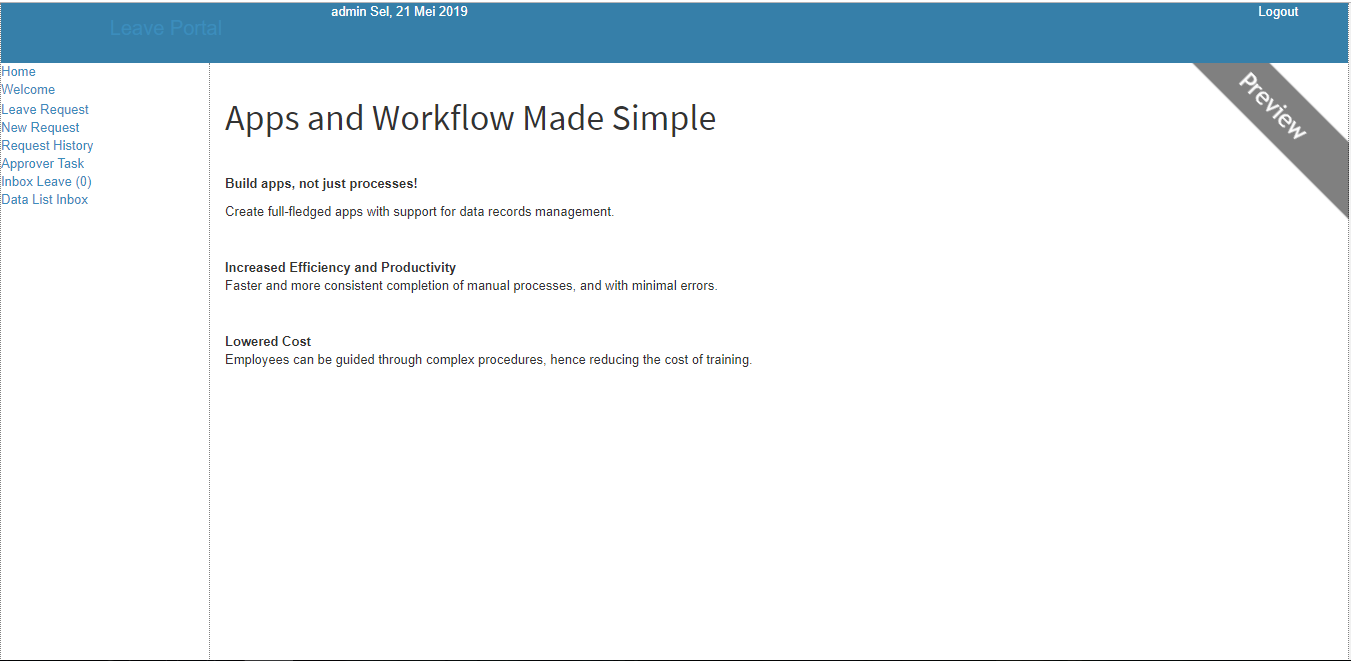 admin Sel, 21 Mei 2019
Logout
Leave Portal
Home
Welcome
Leave Request
New Request
Request History
Approver Task
Inbox Leave (0)
Data List Inbox
Preview
Apps and Workflow Made Simple
Build apps, not just processes!
Create full-fledged apps with support for data records management.
Increased Efficiency and Productivity
Faster and more consistent completion of manual processes, and with minimal errors.
Lowered Cost
Employees can be guided through complex procedures, hence reducing the cost of training.